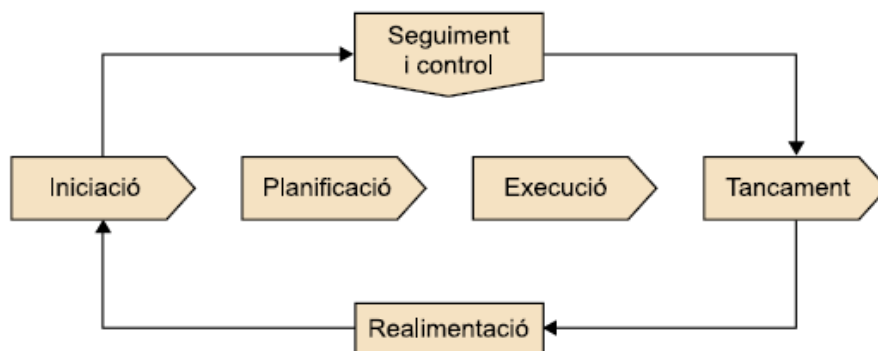 Seguiment
i control
Iniciació
Planificació
Execució
Tancament
Realimentació